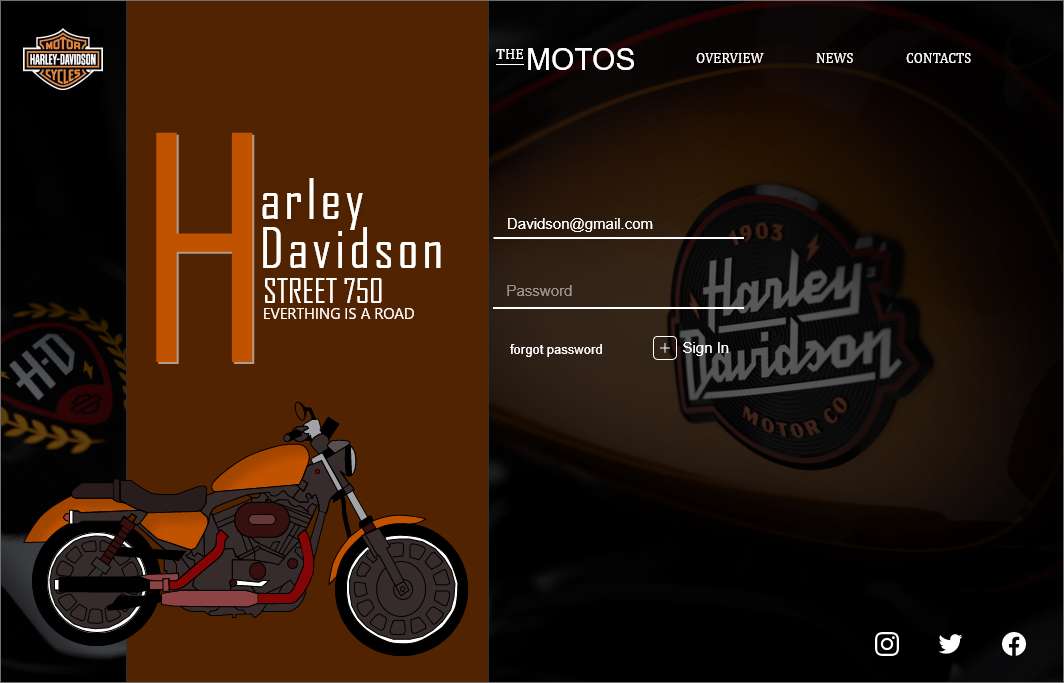 MOTOR
HARLEY-DAVIDSON
CYCLES
THE MOTOS
OVERVIEW
NEWS
CONTACTS
Harley
Davidson
STREET 750
EVERTHING IS A ROAD
Davidson@gmail.com
Password
forgot password
Sign In
1903
Harley
Davidson
MOTOR CO
H-D